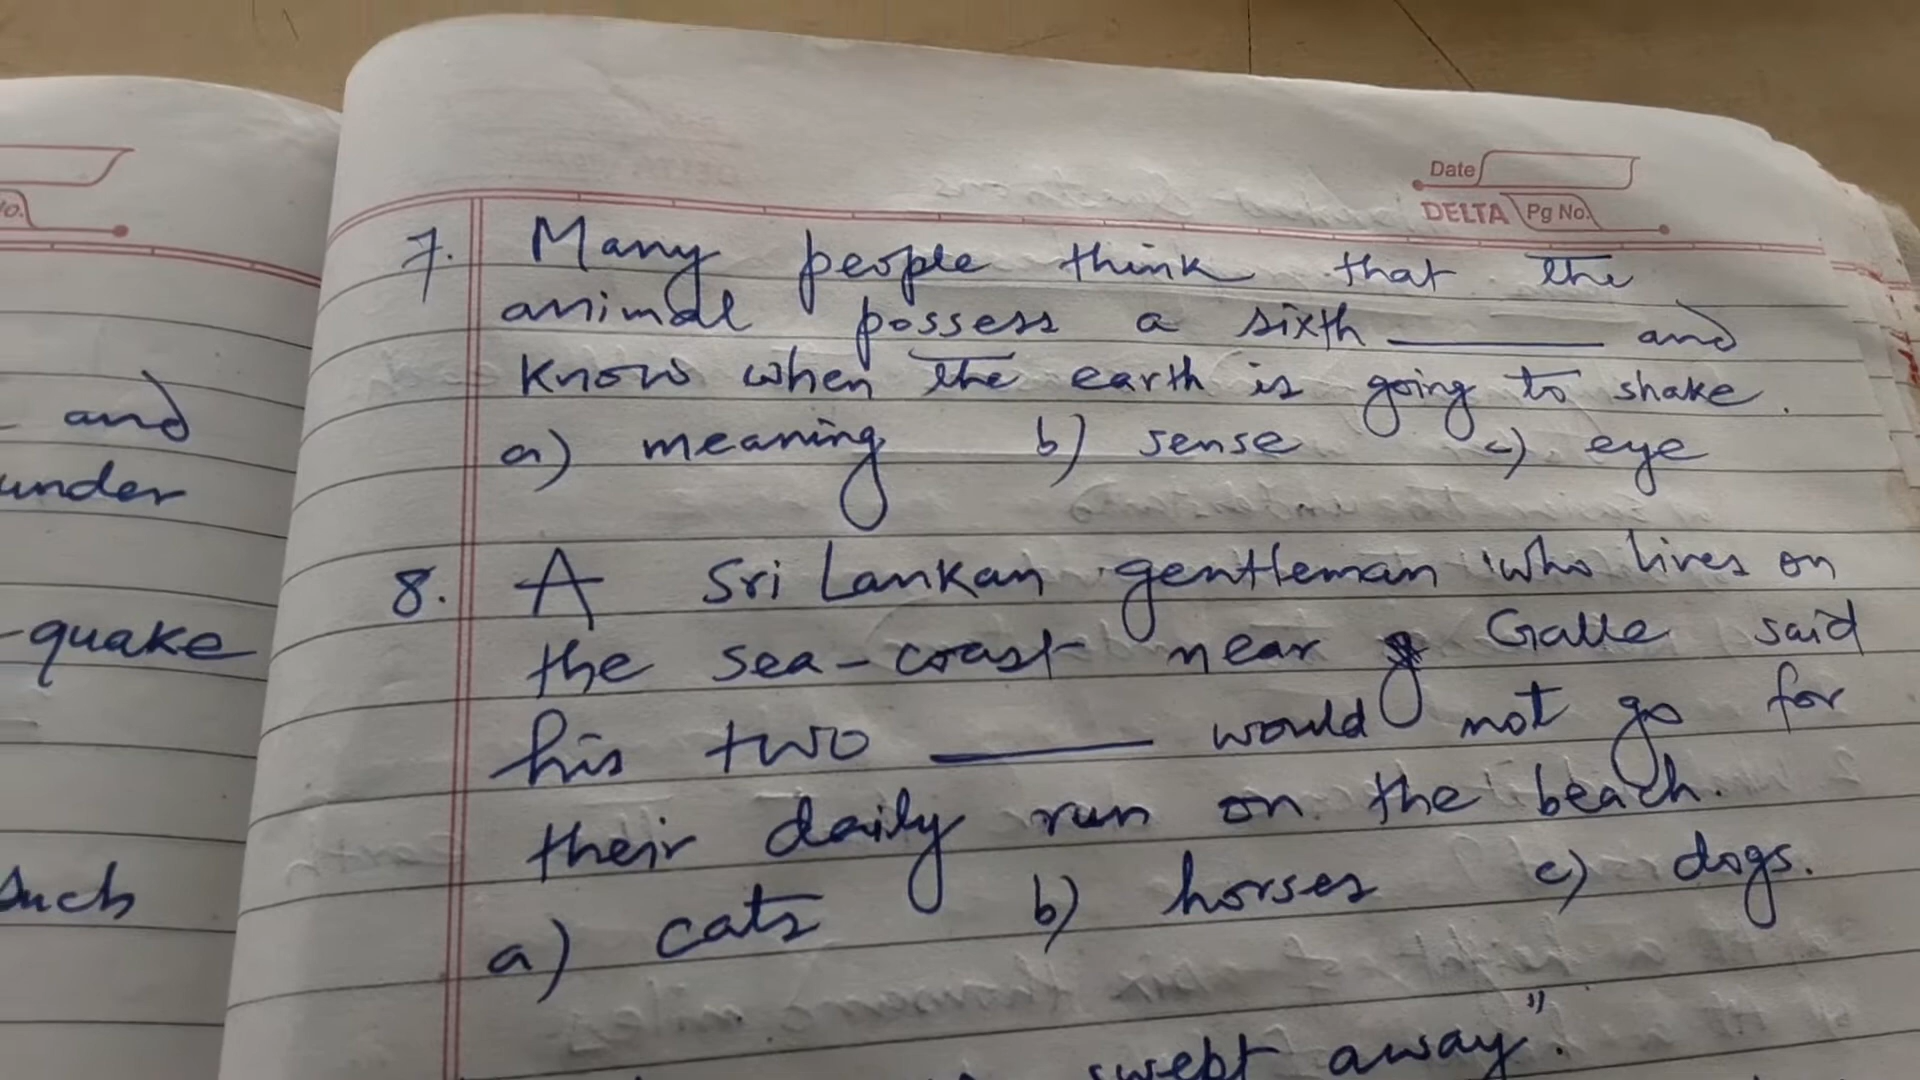 and
under
-quake
such
Date
DELTA Pg No.
7. Many people think that the
animal possess a sixth ______ and
know when the earth is going to shake.
a) meaning b) sense c) eye
8. A Sri Lankan gentleman who lives on
the sea-coast near Galle said
his two ______ would not go for
their daily run on the beach.
a) cats b) horses c) dogs.
swept away".